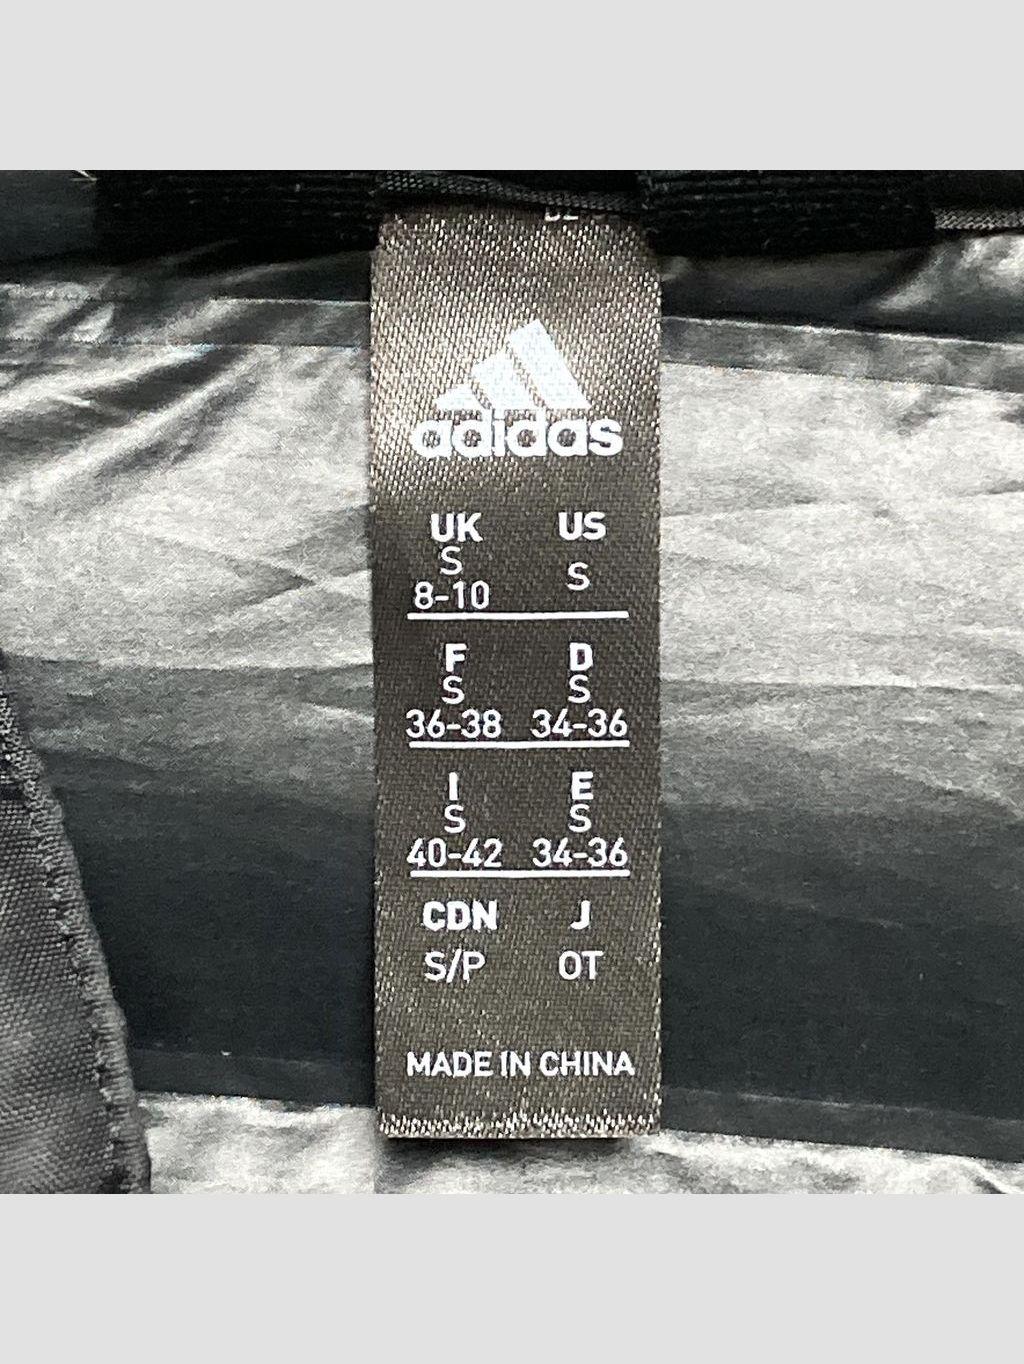 adidas
UK US
S S
8-10
F D
S S
36-38 34-36
I E
S S
40-42 34-36
CDN J
S/P OT
MADE IN CHINA